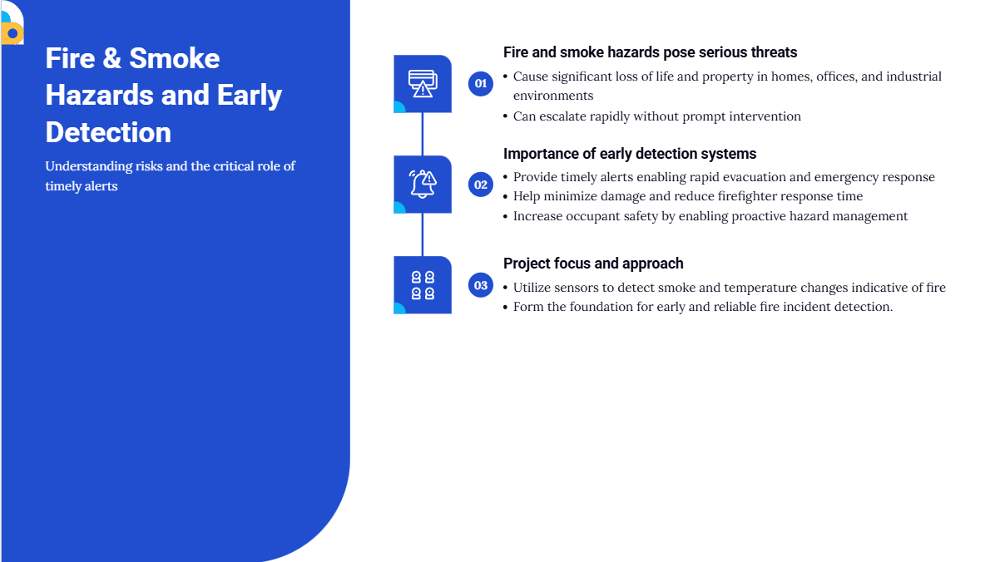 Fire & Smoke
Hazards and Early
Detection
Understanding risks and the critical role of
timely alerts
01
Fire and smoke hazards pose serious threats
• Cause significant loss of life and property in homes, offices, and industrial
environments
• Can escalate rapidly without prompt intervention
02
Importance of early detection systems
• Provide timely alerts enabling rapid evacuation and emergency response
• Help minimize damage and reduce firefighter response time
• Increase occupant safety by enabling proactive hazard management
03
Project focus and approach
• Utilize sensors to detect smoke and temperature changes indicative of fire
• Form the foundation for early and reliable fire incident detection.